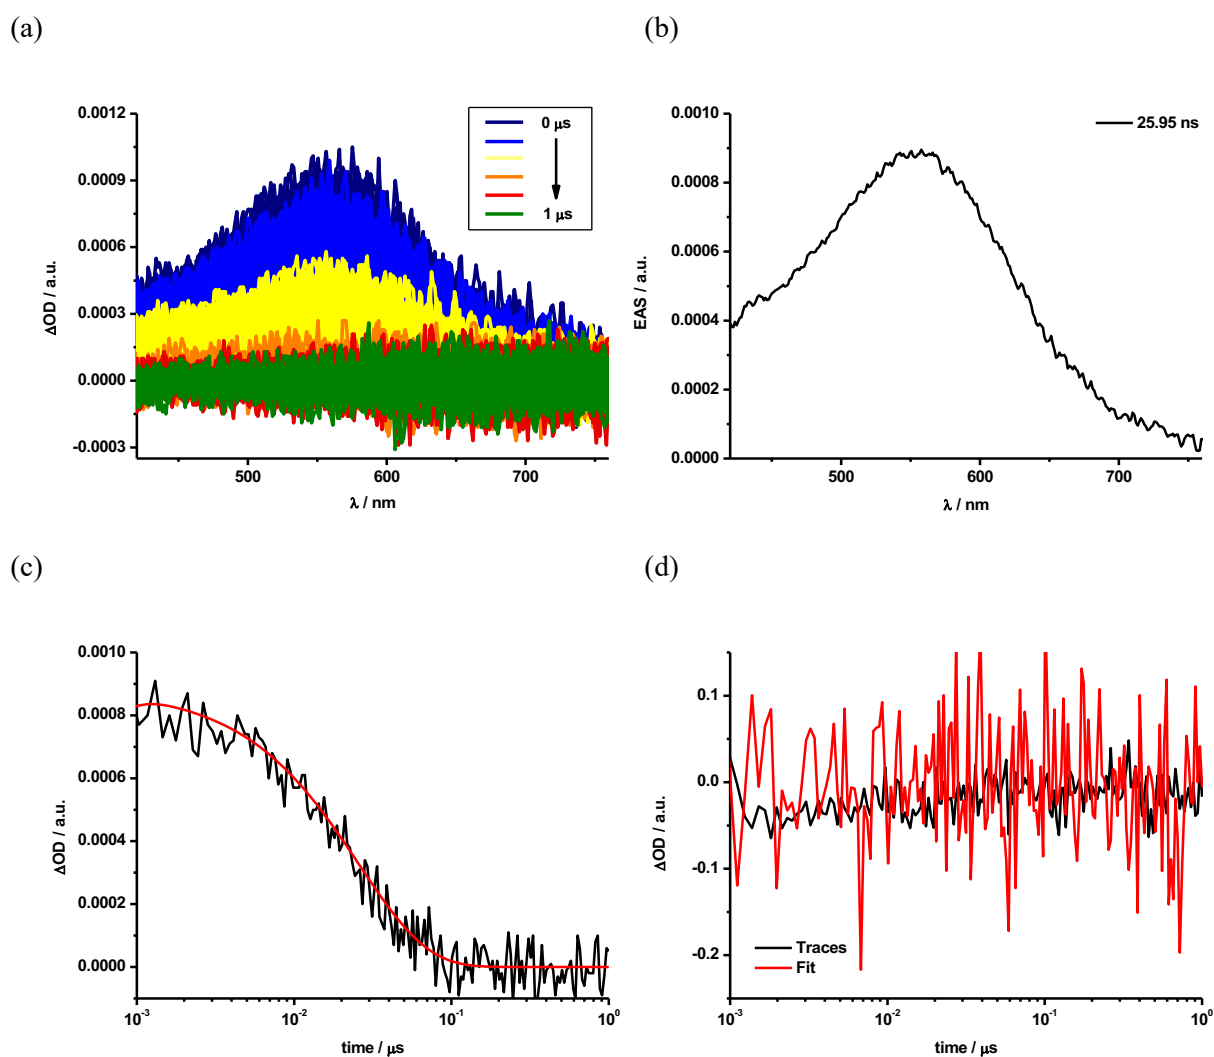 (a)
0.0012
0.0009
0.0006
0.0003
0.0000
-0.0003
ΔOD / a.u.
500
600
700
λ / nm
0 μs
1 μs
(b)
0.0010
0.0008
0.0006
0.0004
0.0002
0.0000
EAS / a.u.
500
600
700
λ / nm
25.95 ns
(c)
0.0010
0.0008
0.0006
0.0004
0.0002
0.0000
ΔOD / a.u.
10⁻³
10⁻²
10⁻¹
10⁰
time / μs
(d)
0.1
0.0
-0.1
-0.2
ΔOD / a.u.
Traces
Fit
10⁻³
10⁻²
10⁻¹
10⁰
time / μs